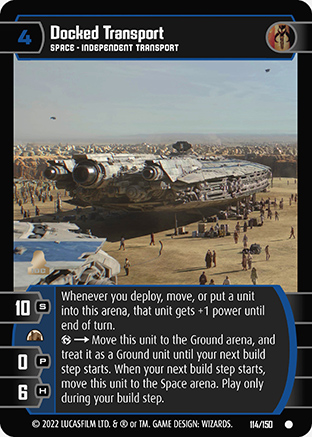 4
Docked Transport
SPACE - INDEPENDENT TRANSPORT
10 S
0 P
6 H
Whenever you deploy, move, or put a unit
into this arena, that unit gets +1 power until
end of turn.
→ Move this unit to the Ground arena, and
treat it as a Ground unit until your next build
step starts. When your next build step starts,
move this unit to the Space arena. Play only
during your build step.
© 2022 LUCASFILM LTD. & ® or TM. GAME DESIGN: WIZARDS.
114/150